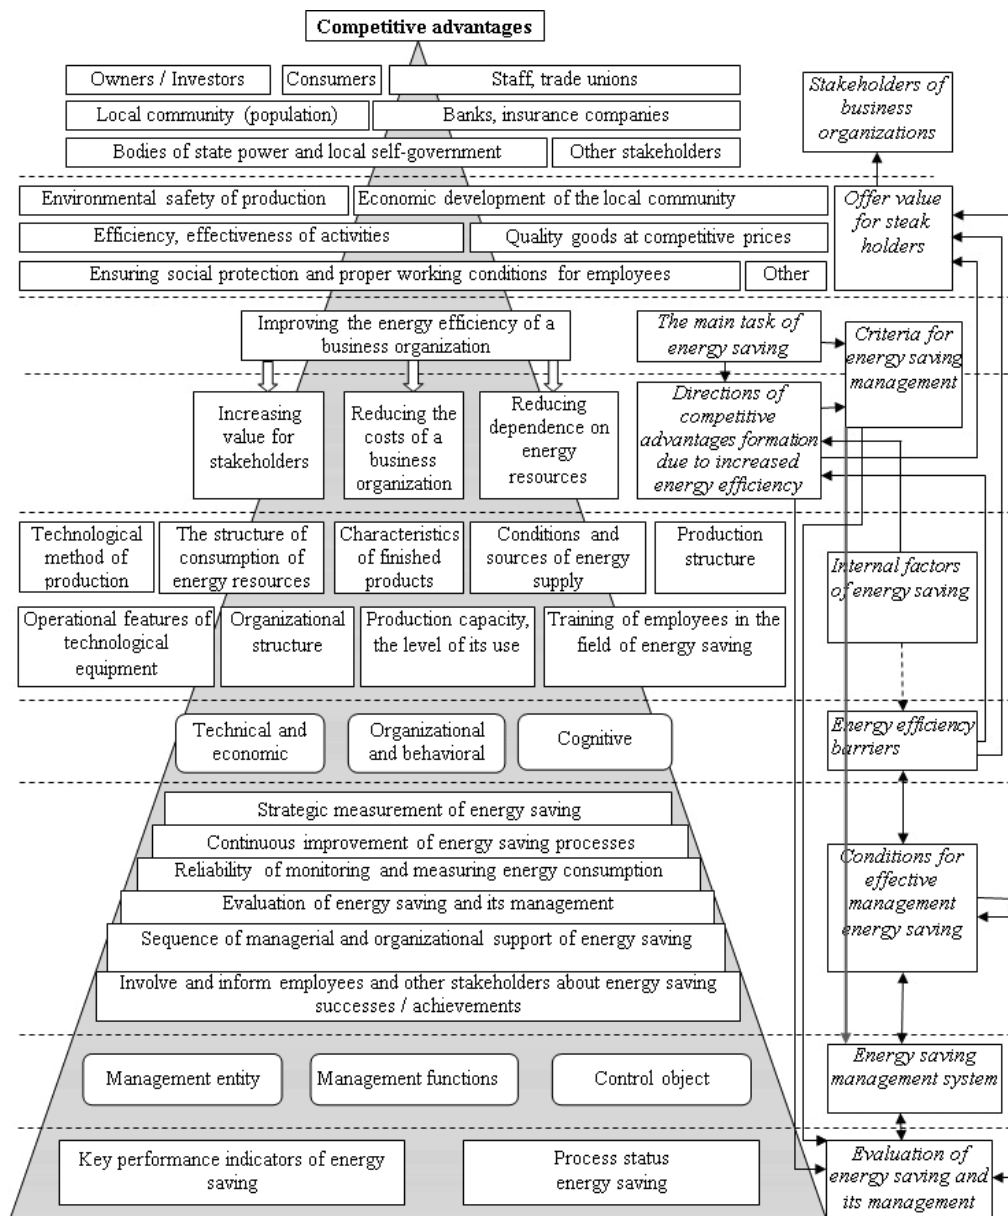 Competitive advantages
Owners / Investors
Consumers
Staff, trade unions
Local community (population)
Banks, insurance companies
Bodies of state power and local self-government
Other stakeholders
Stakeholders of
business
organizations
Environmental safety of production
Economic development of the local community
Efficiency, effectiveness of activities
Quality goods at competitive prices
Ensuring social protection and proper working conditions for employees
Other
Offer value
for steak
holders
Improving the energy efficiency of a
business organization
The main task of
energy saving
Criteria for
energy saving
management
Increasing
value for
stakeholders
Reducing the
costs of a
business
organization
Reducing
dependence on
energy
resources
Directions of
competitive
advantages formation
due to increased
energy efficiency
Technological
method of
production
The structure of
consumption of
energy resources
Characteristics
of finished
products
Conditions and
sources of energy
supply
Production
structure
Internal factors
of energy saving
Operational features of
technological
equipment
Organizational
structure
Production capacity,
the level of its use
Training of employees in the
field of energy saving
Technical and
economic
Organizational
and behavioral
Cognitive
Energy efficiency
barriers
Strategic measurement of energy saving
Continuous improvement of energy saving processes
Reliability of monitoring and measuring energy consumption
Evaluation of energy saving and its management
Sequence of managerial and organizational support of energy saving
Involve and inform employees and other stakeholders about energy saving
successes / achievements
Conditions for
effective
management
energy saving
Management entity
Management functions
Control object
Energy saving
management system
Key performance indicators of energy
saving
Process status
energy saving
Evaluation of
energy saving and
its management